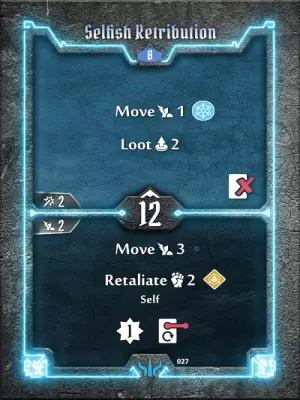 Selfish Retribution
8
Move 1
Loot 2
2
12
2
Move 3
Retaliate 2
Self
1
027